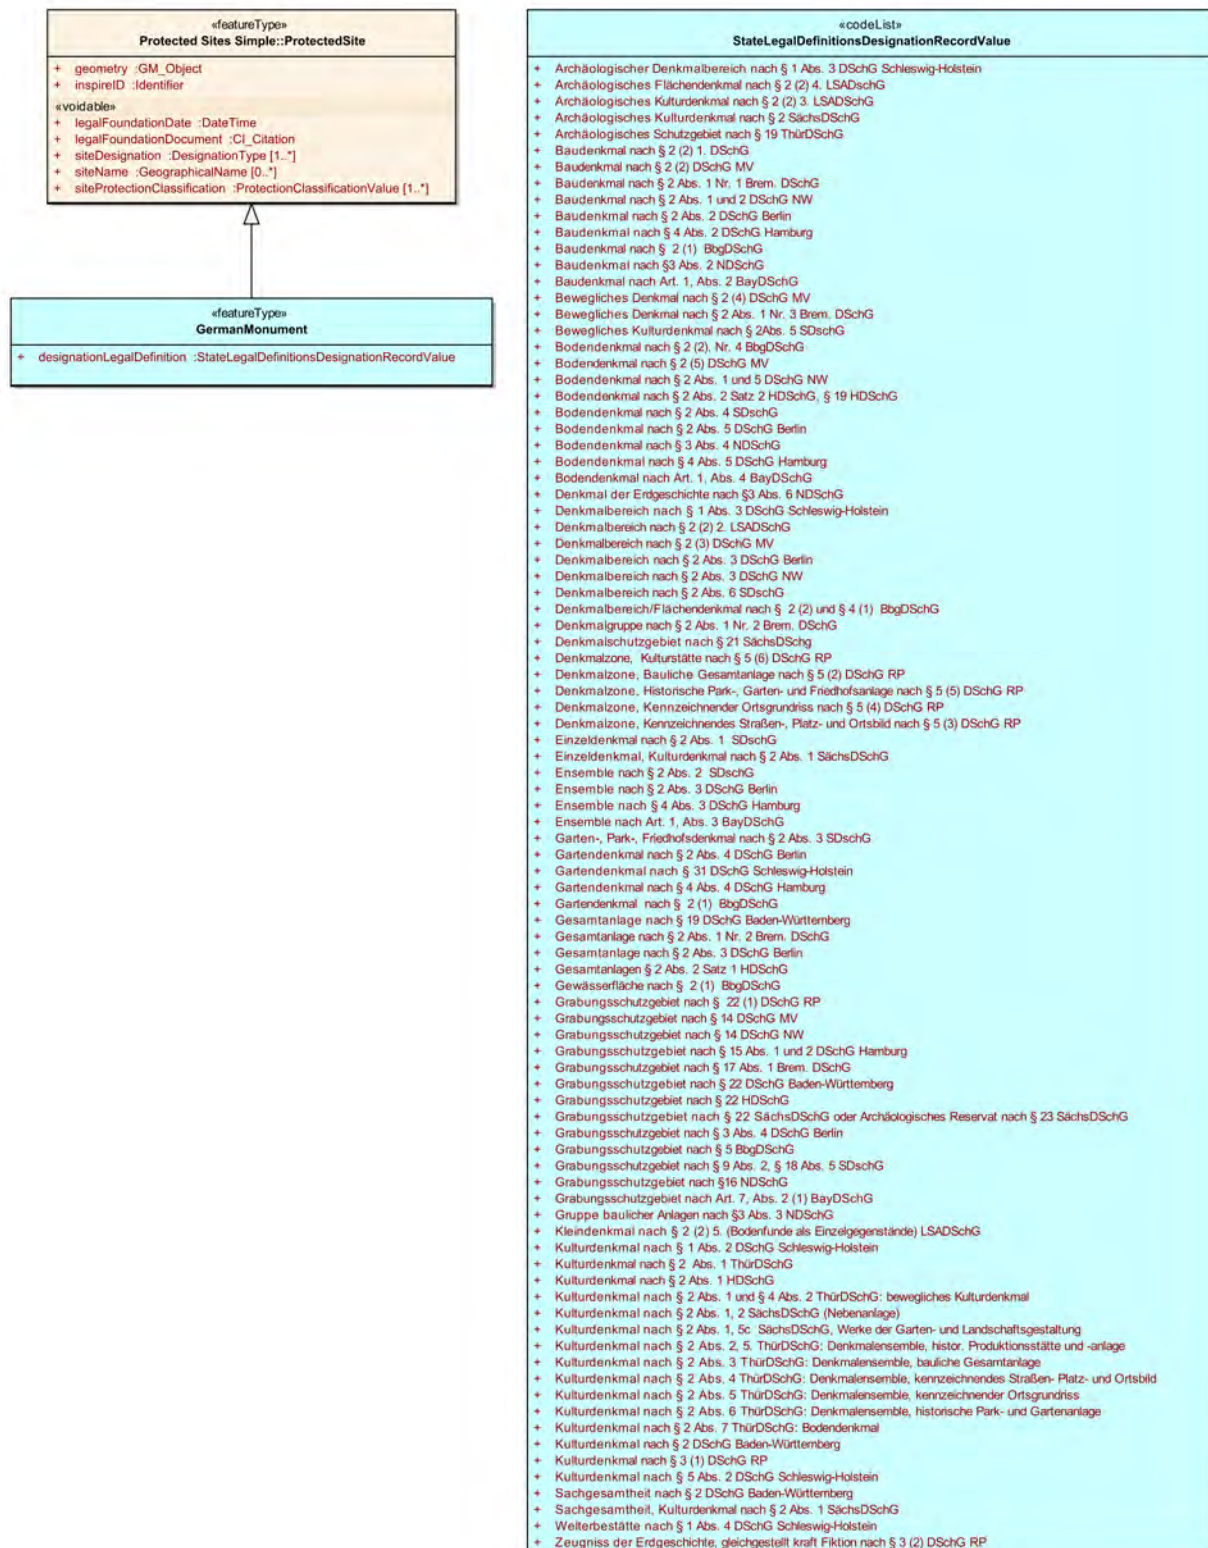 «featureType»
Protected Sites Simple::ProtectedSite
+ geometry :GM_Object
+ inspireID :Identifier
«voidable»
+ legalFoundationDate :DateTime
+ legalFoundationDocument :CI_Citation
+ siteDesignation :DesignationType [1..*]
+ siteName :GeographicalName [0..*]
+ siteProtectionClassification :ProtectionClassificationValue [1..*]
«featureType»
GermanMonument
+ designationLegalDefinition :StateLegalDefinitionsDesignationRecordValue
«codeList»
StateLegalDefinitionsDesignationRecordValue
+ Archäologischer Denkmalbereich nach § 1 Abs. 3 DSchG Schleswig-Holstein
+ Archäologisches Flächendenkmal nach § 2 (2) 4. LSADschG
+ Archäologisches Kulturdenkmal nach § 2 (2) 3. LSADSchG
+ Archäologisches Kulturdenkmal nach § 2 SächsDSchG
+ Archäologisches Schutzgebiet nach § 19 ThürDSchG
+ Baudenkmal nach § 2 (2) 1. DSchG
+ Baudenkmal nach § 2 (2) DSchG MV
+ Baudenkmal nach § 2 Abs. 1 Nr. 1 Brem. DSchG
+ Baudenkmal nach § 2 Abs. 1 und 2 DSchG NW
+ Baudenkmal nach § 2 Abs. 2 DSchG Berlin
+ Baudenkmal nach § 4 Abs. 2 DSchG Hamburg
+ Baudenkmal nach § 2 (1) BbgDSchG
+ Baudenkmal nach §3 Abs. 2 NDSchG
+ Baudenkmal nach Art. 1, Abs. 2 BayDSchG
+ Bewegliches Denkmal nach § 2 (4) DSchG MV
+ Bewegliches Denkmal nach § 2 Abs. 1 Nr. 3 Brem. DSchG
+ Bewegliches Kulturdenkmal nach § 2Abs. 5 SDschG
+ Bodendenkmal nach § 2 (2), Nr. 4 BbgDSchG
+ Bodendenkmal nach § 2 (5) DSchG MV
+ Bodendenkmal nach § 2 Abs. 1 und 5 DSchG NW
+ Bodendenkmal nach § 2 Abs. 2 Satz 2 HDSchG, § 19 HDSchG
+ Bodendenkmal nach § 2 Abs. 4 SDschG
+ Bodendenkmal nach § 2 Abs. 5 DSchG Berlin
+ Bodendenkmal nach § 3 Abs. 4 NDSchG
+ Bodendenkmal nach § 4 Abs. 5 DSchG Hamburg
+ Bodendenkmal nach Art. 1, Abs. 4 BayDSchG
+ Denkmal der Erdgeschichte nach §3 Abs. 6 NDSchG
+ Denkmalbereich nach § 1 Abs. 3 DSchG Schleswig-Holstein
+ Denkmalbereich nach § 2 (2) 2. LSADSchG
+ Denkmalbereich nach § 2 (3) DSchG MV
+ Denkmalbereich nach § 2 Abs. 3 DSchG Berlin
+ Denkmalbereich nach § 2 Abs. 3 DSchG NW
+ Denkmalbereich nach § 2 Abs. 6 SDschG
+ Denkmalbereich/Flächendenkmal nach § 2 (2) und § 4 (1) BbgDSchG
+ Denkmalgruppe nach § 2 Abs. 1 Nr. 2 Brem. DSchG
+ Denkmalschutzgebiet nach § 21 SächsDSchg
+ Denkmalzone, Kulturstätte nach § 5 (6) DSchG RP
+ Denkmalzone, Bauliche Gesamtanlage nach § 5 (2) DSchG RP
+ Denkmalzone, Historische Park-, Garten- und Friedhofsanlage nach § 5 (5) DSchG RP
+ Denkmalzone, Kennzeichnender Ortsgrundriss nach § 5 (4) DSchG RP
+ Denkmalzone, Kennzeichnendes Straßen-, Platz- und Ortsbild nach § 5 (3) DSchG RP
+ Einzeldenkmal nach § 2 Abs. 1 SDschG
+ Einzeldenkmal, Kulturdenkmal nach § 2 Abs. 1 SächsDSchG
+ Ensemble nach § 2 Abs. 2 SDschG
+ Ensemble nach § 2 Abs. 3 DSchG Berlin
+ Ensemble nach § 4 Abs. 3 DSchG Hamburg
+ Ensemble nach Art. 1, Abs. 3 BayDSchG
+ Garten-, Park-, Friedhofsdenkmal nach § 2 Abs. 3 SDschG
+ Gartendenkmal nach § 2 Abs. 4 DSchG Berlin
+ Gartendenkmal nach § 31 DSchG Schleswig-Holstein
+ Gartendenkmal nach § 4 Abs. 4 DSchG Hamburg
+ Gartendenkmal nach § 2 (1) BbgDSchG
+ Gesamtanlage nach § 19 DSchG Baden-Württemberg
+ Gesamtanlage nach § 2 Abs. 1 Nr. 2 Brem. DSchG
+ Gesamtanlage nach § 2 Abs. 3 DSchG Berlin
+ Gesamtanlagen § 2 Abs. 2 Satz 1 HDSchG
+ Gewässerfläche nach § 2 (1) BbgDSchG
+ Grabungsschutzgebiet nach § 22 (1) DSchG RP
+ Grabungsschutzgebiet nach § 14 DSchG MV
+ Grabungsschutzgebiet nach § 14 DSchG NW
+ Grabungsschutzgebiet nach § 15 Abs. 1 und 2 DSchG Hamburg
+ Grabungsschutzgebiet nach § 17 Abs. 1 Brem. DSchG
+ Grabungsschutzgebiet nach § 22 DSchG Baden-Württemberg
+ Grabungsschutzgebiet nach § 22 HDSchG
+ Grabungsschutzgebiet nach § 22 SächsDSchG oder Archäologisches Reservat nach § 23 SächsDSchG
+ Grabungsschutzgebiet nach § 3 Abs. 4 DSchG Berlin
+ Grabungsschutzgebiet nach § 5 BbgDSchG
+ Grabungsschutzgebiet nach § 9 Abs. 2, § 18 Abs. 5 SDschG
+ Grabungsschutzgebiet nach §16 NDSchG
+ Grabungsschutzgebiet nach Art. 7, Abs. 2 (1) BayDSchG
+ Gruppe baulicher Anlagen nach §3 Abs. 3 NDSchG
+ Kleindenkmal nach § 2 (2) 5. (Bodenfunde als Einzelgegenstände) LSADSchG
+ Kulturdenkmal nach § 1 Abs. 2 DSchG Schleswig-Holstein
+ Kulturdenkmal nach § 2 Abs. 1 ThürDSchG
+ Kulturdenkmal nach § 2 Abs. 1 HDSchG
+ Kulturdenkmal nach § 2 Abs. 1 und § 4 Abs. 2 ThürDSchG: bewegliches Kulturdenkmal
+ Kulturdenkmal nach § 2 Abs. 1, 2 SächsDSchG (Nebenanlage)
+ Kulturdenkmal nach § 2 Abs. 1, 5c SächsDSchG, Werke der Garten- und Landschaftsgestaltung
+ Kulturdenkmal nach § 2 Abs. 2, 5. ThürDSchG: Denkmalensemble, histor. Produktionsstätte und -anlage
+ Kulturdenkmal nach § 2 Abs. 3 ThürDSchG: Denkmalensemble, bauliche Gesamtanlage
+ Kulturdenkmal nach § 2 Abs. 4 ThürDSchG: Denkmalensemble, kennzeichnendes Straßen- Platz- und Ortsbild
+ Kulturdenkmal nach § 2 Abs. 5 ThürDSchG: Denkmalensemble, kennzeichnender Ortsgrundriss
+ Kulturdenkmal nach § 2 Abs. 6 ThürDSchG: Denkmalensemble, historische Park- und Gartenanlage
+ Kulturdenkmal nach § 2 Abs. 7 ThürDSchG: Bodendenkmal
+ Kulturdenkmal nach § 2 DSchG Baden-Württemberg
+ Kulturdenkmal nach § 3 (1) DSchG RP
+ Kulturdenkmal nach § 5 Abs. 2 DSchG Schleswig-Holstein
+ Sachgesamtheit nach § 2 DSchG Baden-Württemberg
+ Sachgesamtheit, Kulturdenkmal nach § 2 Abs. 1 SächsDSchG
+ Welterbestätte nach § 1 Abs. 4 DSchG Schleswig-Holstein
+ Zeugniss der Erdgeschichte, gleichgestellt kraft Fiktion nach § 3 (2) DSchG RP